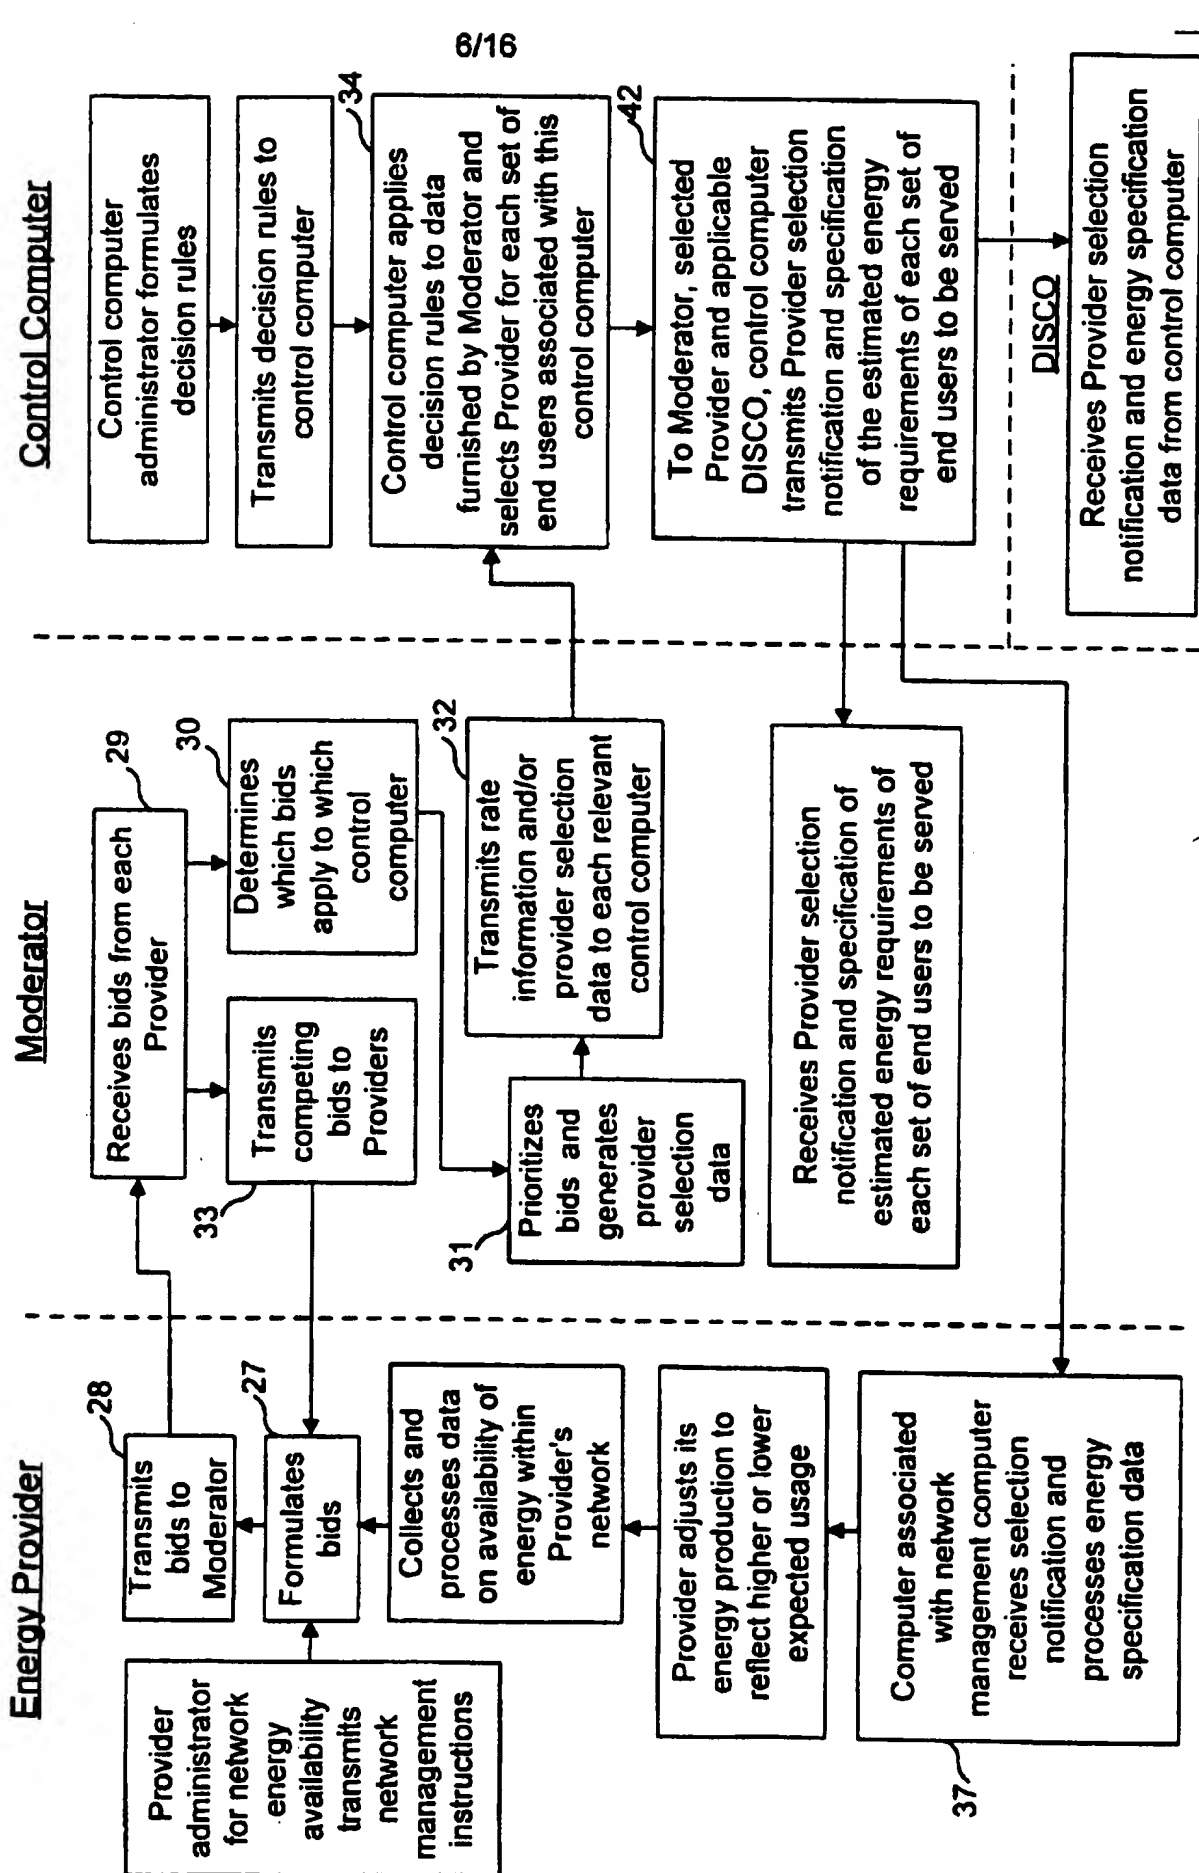 6/16
Energy Provider
Provider
administrator
for network
energy
availability
transmits
network
management
instructions
28
Transmits
bids to
Moderator
27
Formulates
bids
Collects and
processes data
on availability of
energy within
Provider's
network
Provider adjusts its
energy production to
reflect higher or lower
expected usage
37
Computer associated
with network
management computer
receives selection
notification and
processes energy
specification data
Moderator
29
Receives bids from each
Provider
33
Transmits
competing
bids to
Providers
30
Determines
which bids
apply to which
control
computer
31
Prioritizes
bids and
generates
provider
selection
data
32
Transmits rate
information and/or
provider selection
data to each relevant
control computer
Receives Provider selection
notification and specification of
estimated energy requirements of
each set of end users to be served
Control Computer
Control computer
administrator formulates
decision rules
Transmits decision rules to
control computer
34
Control computer applies
decision rules to data
furnished by Moderator and
selects Provider for each set of
end users associated with this
control computer
42
To Moderator, selected
Provider and applicable
DISCO, control computer
transmits Provider selection
notification and specification
of the estimated energy
requirements of each set of
end users to be served
DISCO
Receives Provider selection
notification and energy specification
data from control computer